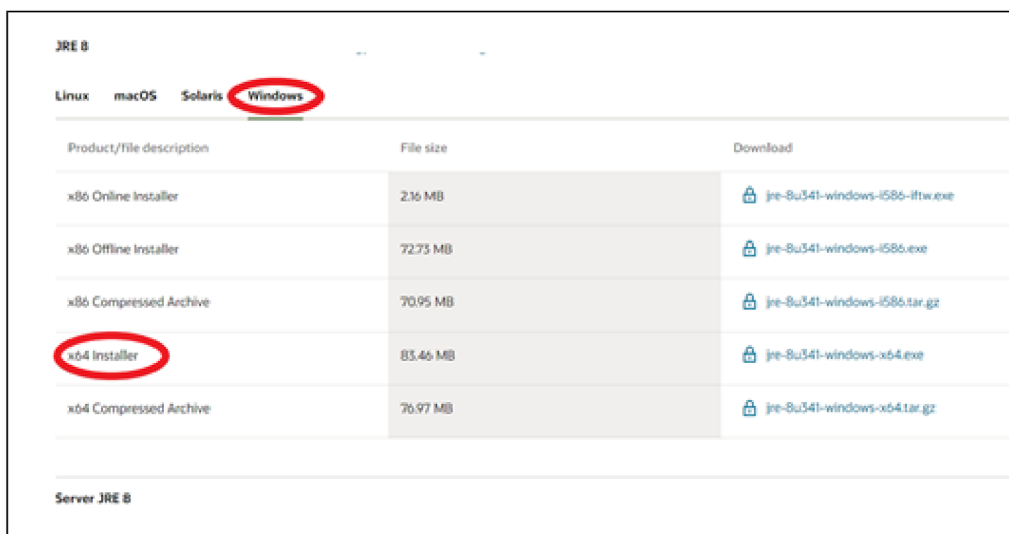 JRE 8
Linux macOS Solaris Windows
Product/file description File size Download
x86 Online Installer 2.16 MB jre-8u341-windows-i586-iftw.exe
x86 Offline Installer 72.73 MB jre-8u341-windows-i586.exe
x86 Compressed Archive 70.95 MB jre-8u341-windows-i586.tar.gz
x64 Installer 83.46 MB jre-8u341-windows-x64.exe
x64 Compressed Archive 76.97 MB jre-8u341-windows-x64.tar.gz
Server JRE 8